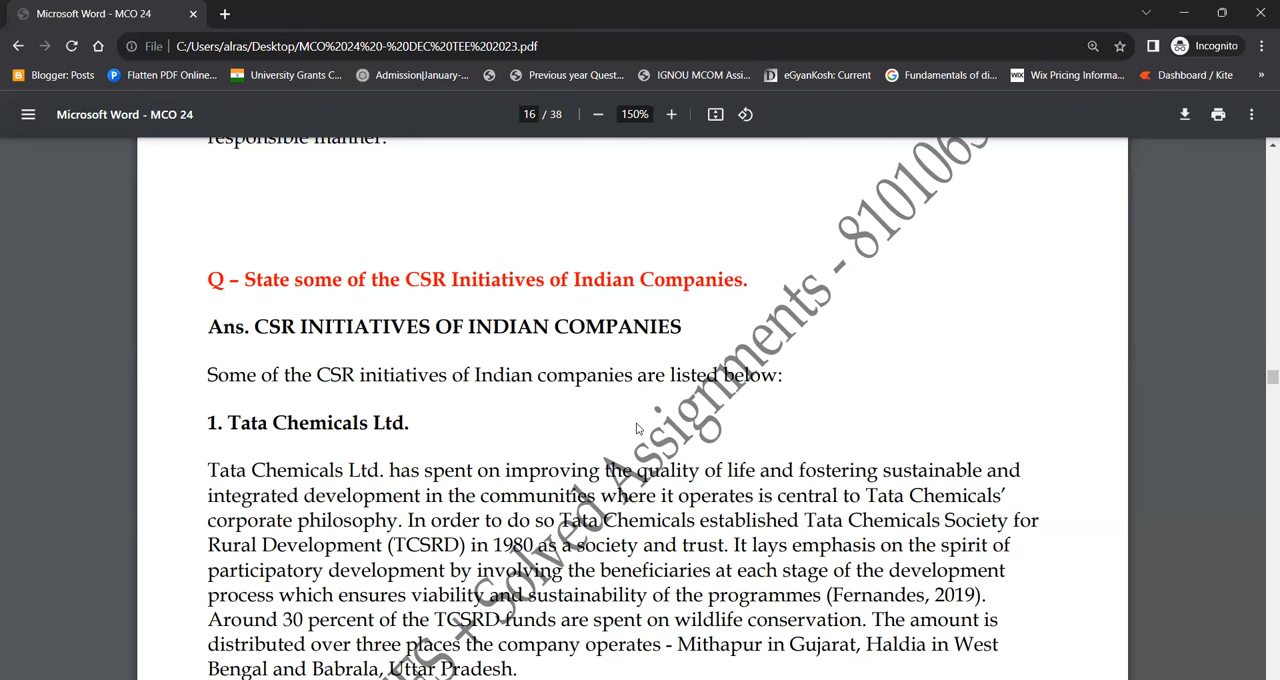 Microsoft Word - MCO 24
Incognito
File C:/Users/alras/Desktop/MCO%2024%20-%20DEC%20TEE%202023.pdf
Blogger: Posts Flatten PDF Online... University Grants C... Admission|January-... Previous year Quest... IGNOU MCOM Assi... eGyanKosh: Current Fundamentals of di... Wix Pricing Informa... Dashboard / Kite »
Microsoft Word - MCO 24 16 / 38 150%
responsible manner.
Q – State some of the CSR Initiatives of Indian Companies.
Ans. CSR INITIATIVES OF INDIAN COMPANIES
Some of the CSR initiatives of Indian companies are listed below:
1. Tata Chemicals Ltd.
Tata Chemicals Ltd. has spent on improving the quality of life and fostering sustainable and
integrated development in the communities where it operates is central to Tata Chemicals’
corporate philosophy. In order to do so Tata Chemicals established Tata Chemicals Society for
Rural Development (TCSRD) in 1980 as a society and trust. It lays emphasis on the spirit of
participatory development by involving the beneficiaries at each stage of the development
process which ensures viability and sustainability of the programmes (Fernandes, 2019).
Around 30 percent of the TCSRD funds are spent on wildlife conservation. The amount is
distributed over three places the company operates - Mithapur in Gujarat, Haldia in West
Bengal and Babrala, Uttar Pradesh.
+ Solved Assignments -